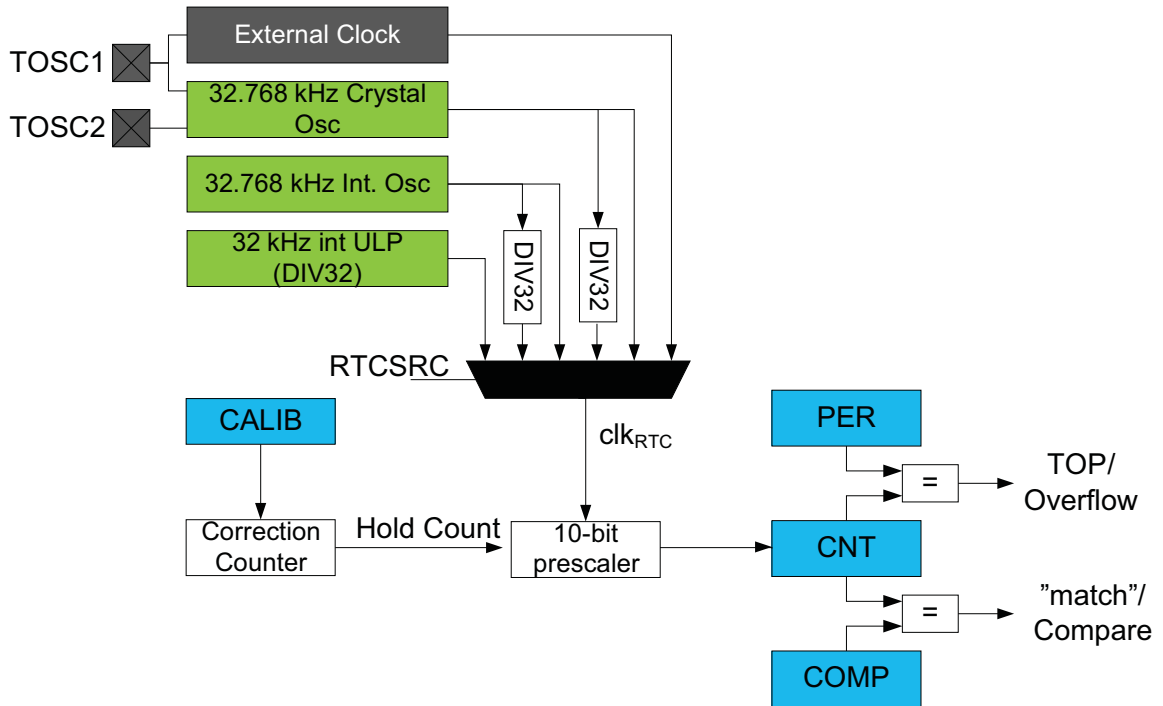 External Clock
TOSC1
32.768 kHz Crystal
Osc
TOSC2
32.768 kHz Int. Osc
32 kHz int ULP
(DIV32)
DIV32
DIV32
RTCSRC
CALIB
clkRTC
PER
=
TOP/
Overflow
Correction
Counter
Hold Count
10-bit
prescaler
CNT
=
”match”/
Compare
COMP